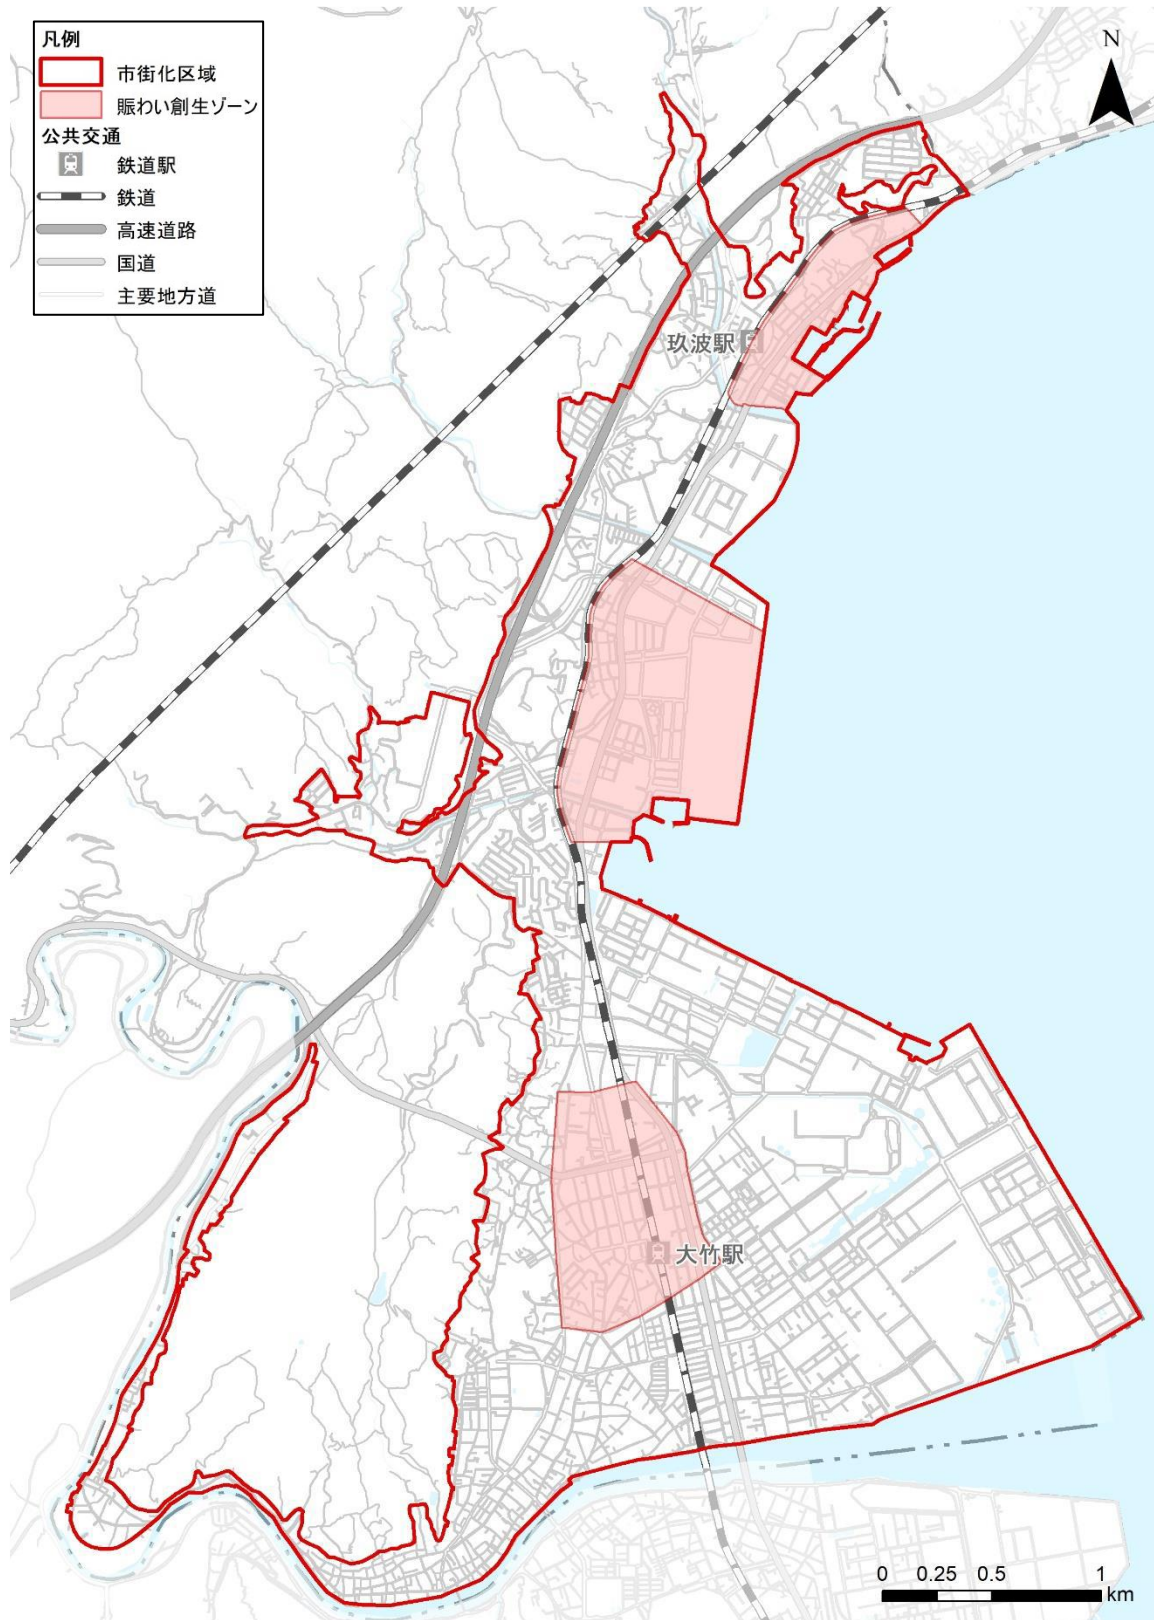 凡例
市街化区域
賑わい創生ゾーン
公共交通
鉄道駅
鉄道
高速道路
国道
主要地方道
N
玖波駅
大竹駅
0 0.25 0.5 1
km